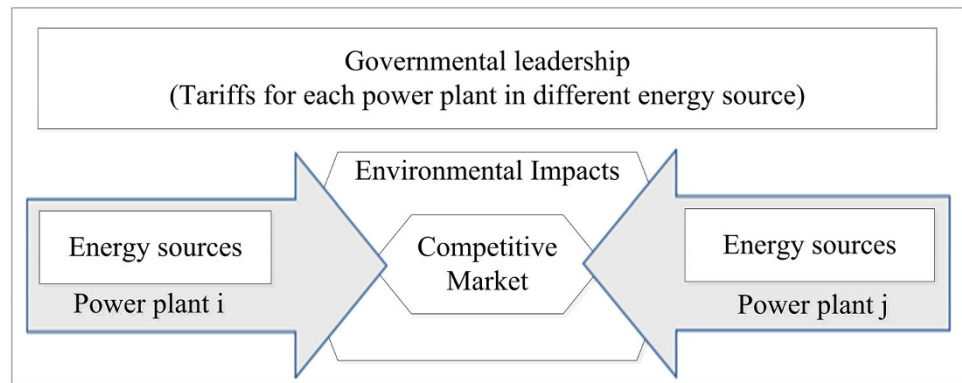 Governmental leadership
(Tariffs for each power plant in different energy source)
Environmental Impacts
Energy sources
Power plant i
Competitive
Market
Energy sources
Power plant j